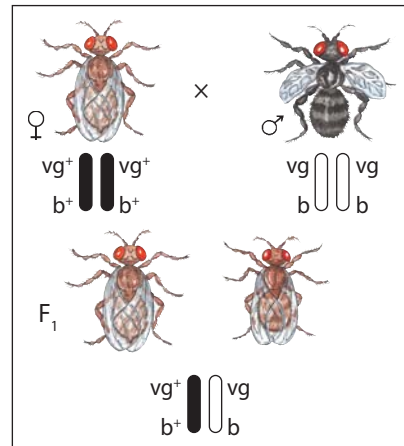 ♀ × ♂
vg⁺ vg⁺ vg vg
b⁺ b⁺ b b
F₁
vg⁺ vg
b⁺ b